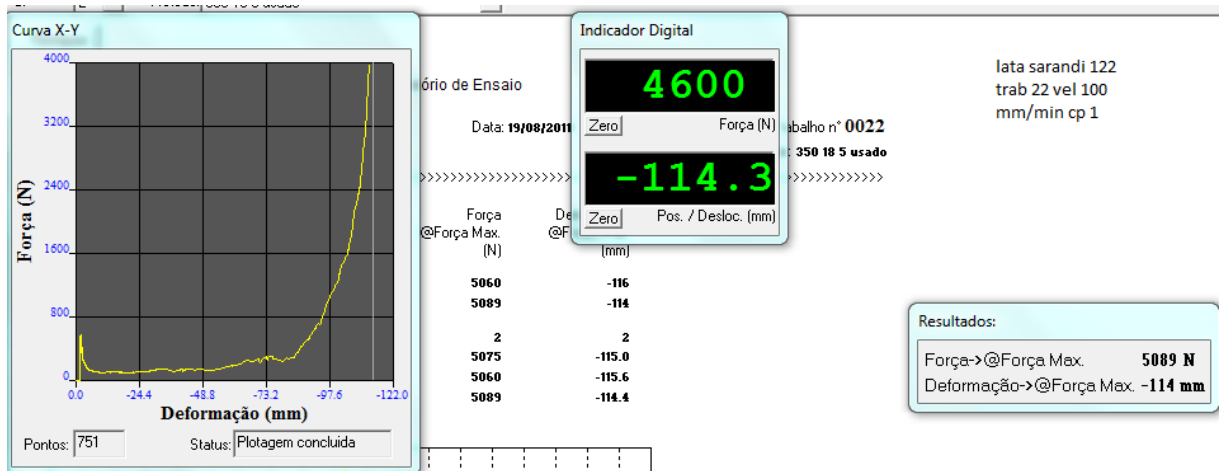 Curva X-Y
4000
3200
2400
1600
800
0
0.0 -24.4 -48.8 -73.2 -97.6 -122.0
Força (N)
Deformação (mm)
Pontos: 751 Status: Plotagem concluida
ório de Ensaio
Data: 19/08/2011
abalho n° 0022
: 350 18 5 usado
>>>>>>>>>>>>>>>>>> >>>>>>>>>>>>
Força De
@Força Max. @F
(N) (mm)
5060 -116
5089 -114
2 2
5075 -115.0
5060 -115.6
5089 -114.4
Indicador Digital
4600
Zero Força (N)
-114.3
Zero Pos. / Desloc. (mm)
lata sarandi 122
trab 22 vel 100
mm/min cp 1
Resultados:
Força->@Força Max. 5089 N
Deformação->@Força Max. -114 mm